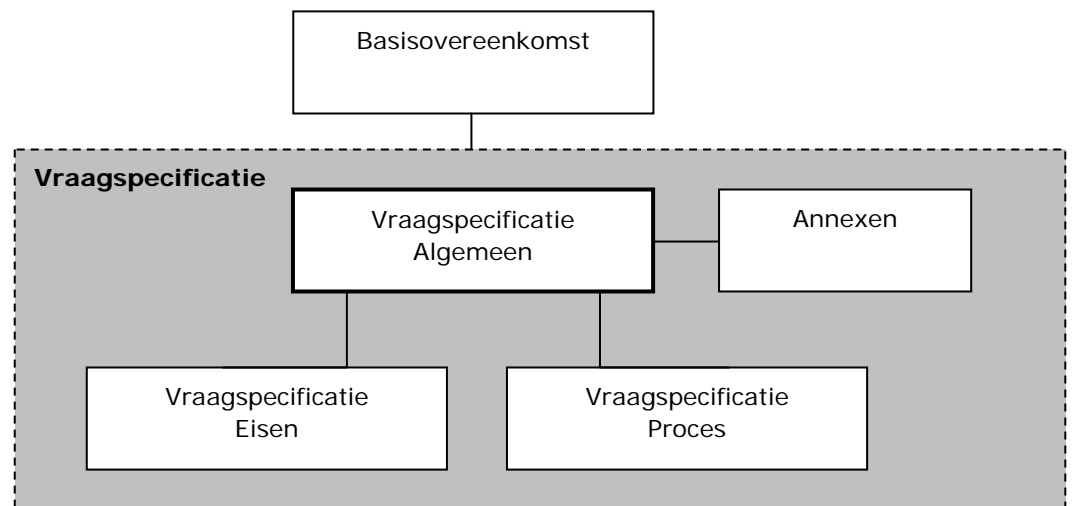 Basisovereenkomst
Vraagspecificatie
Vraagspecificatie
Algemeen
Annexen
Vraagspecificatie
Eisen
Vraagspecificatie
Proces